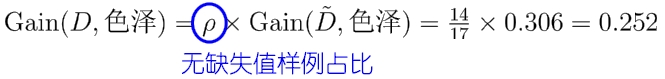 Gain(D, 色泽) = ρ × Gain(D̃, 色泽) = 14/17 × 0.306 = 0.252
无缺失值样例占比